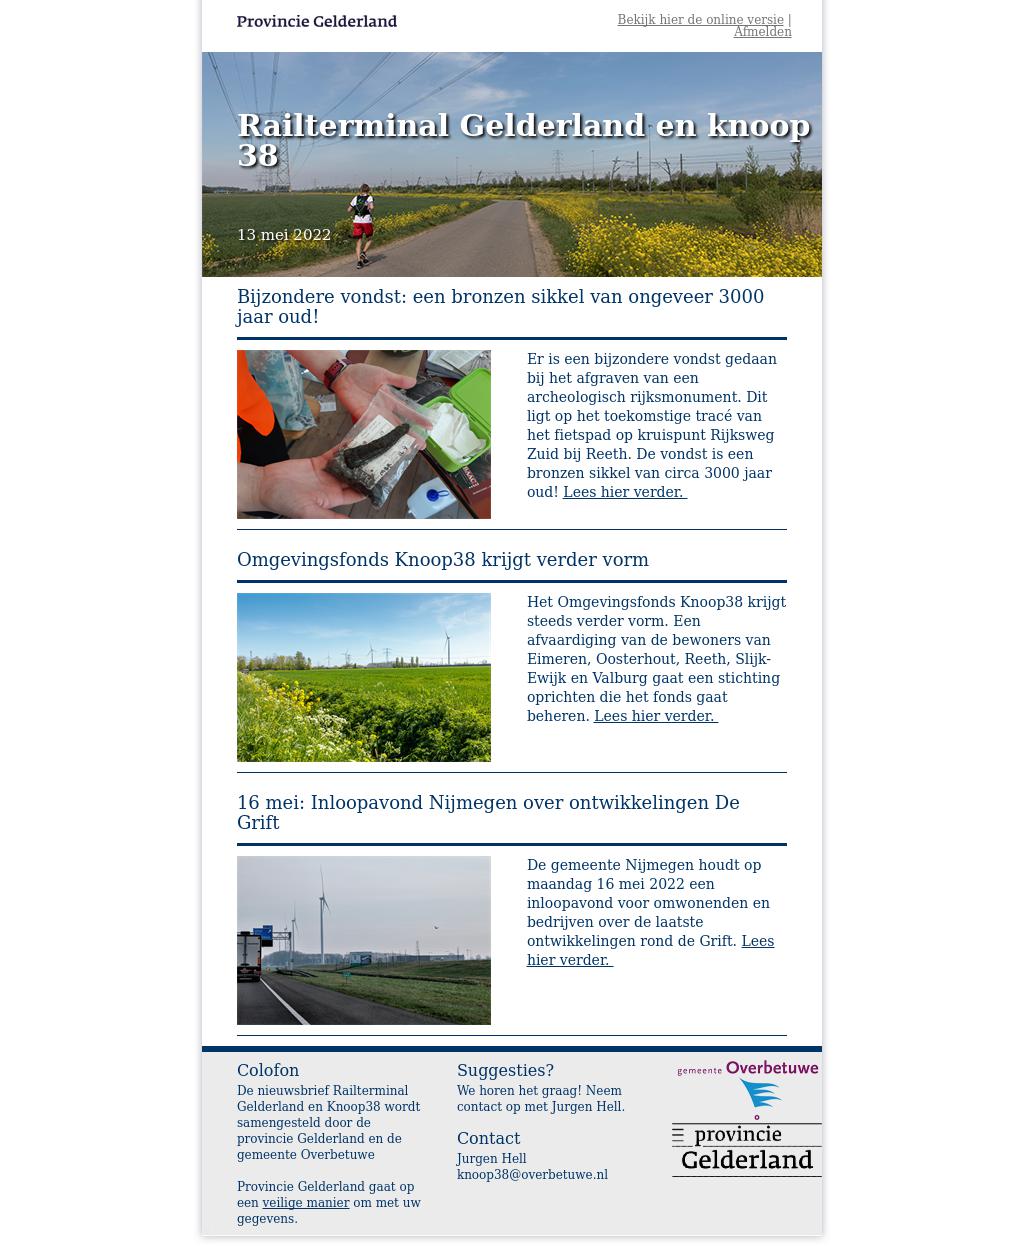 Provincie Gelderland
Bekijk hier de online versie |
Afmelden
Railterminal Gelderland en knoop
38
13 mei 2022
Bijzondere vondst: een bronzen sikkel van ongeveer 3000
jaar oud!
Er is een bijzondere vondst gedaan
bij het afgraven van een
archeologisch rijksmonument. Dit
ligt op het toekomstige tracé van
het fietspad op kruispunt Rijksweg
Zuid bij Reeth. De vondst is een
bronzen sikkel van circa 3000 jaar
oud! Lees hier verder.
Omgevingsfonds Knoop38 krijgt verder vorm
Het Omgevingsfonds Knoop38 krijgt
steeds verder vorm. Een
afvaardiging van de bewoners van
Eimeren, Oosterhout, Reeth, Slijk-
Ewijk en Valburg gaat een stichting
oprichten die het fonds gaat
beheren. Lees hier verder.
16 mei: Inloopavond Nijmegen over ontwikkelingen De
Grift
De gemeente Nijmegen houdt op
maandag 16 mei 2022 een
inloopavond voor omwonenden en
bedrijven over de laatste
ontwikkelingen rond de Grift. Lees
hier verder.
Colofon
De nieuwsbrief Railterminal
Gelderland en Knoop38 wordt
samengesteld door de
provincie Gelderland en de
gemeente Overbetuwe
Provincie Gelderland gaat op
een veilige manier om met uw
gegevens.
Suggesties?
We horen het graag! Neem
contact op met Jurgen Hell.
Contact
Jurgen Hell
knoop38@overbetuwe.nl
gemeente Overbetuwe
provincie
Gelderland